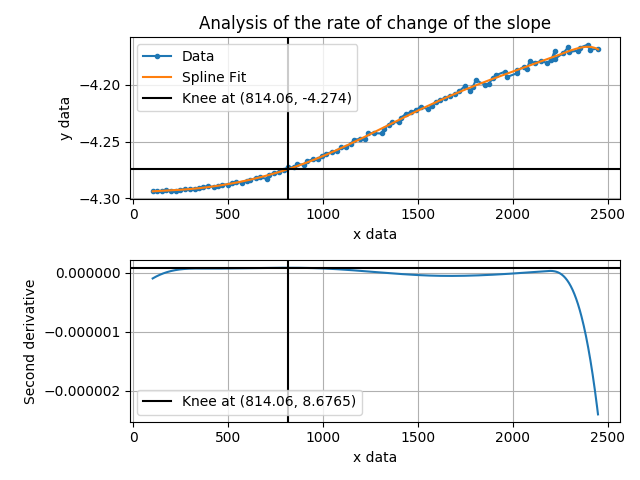 Analysis of the rate of change of the slope
Data
Spline Fit
Knee at (814.06, -4.274)
y data
−4.20
−4.25
−4.30
0
500
1000
1500
2000
2500
x data
Second derivative
0.000000
−0.000001
−0.000002
Knee at (814.06, 8.6765)
0
500
1000
1500
2000
2500
x data